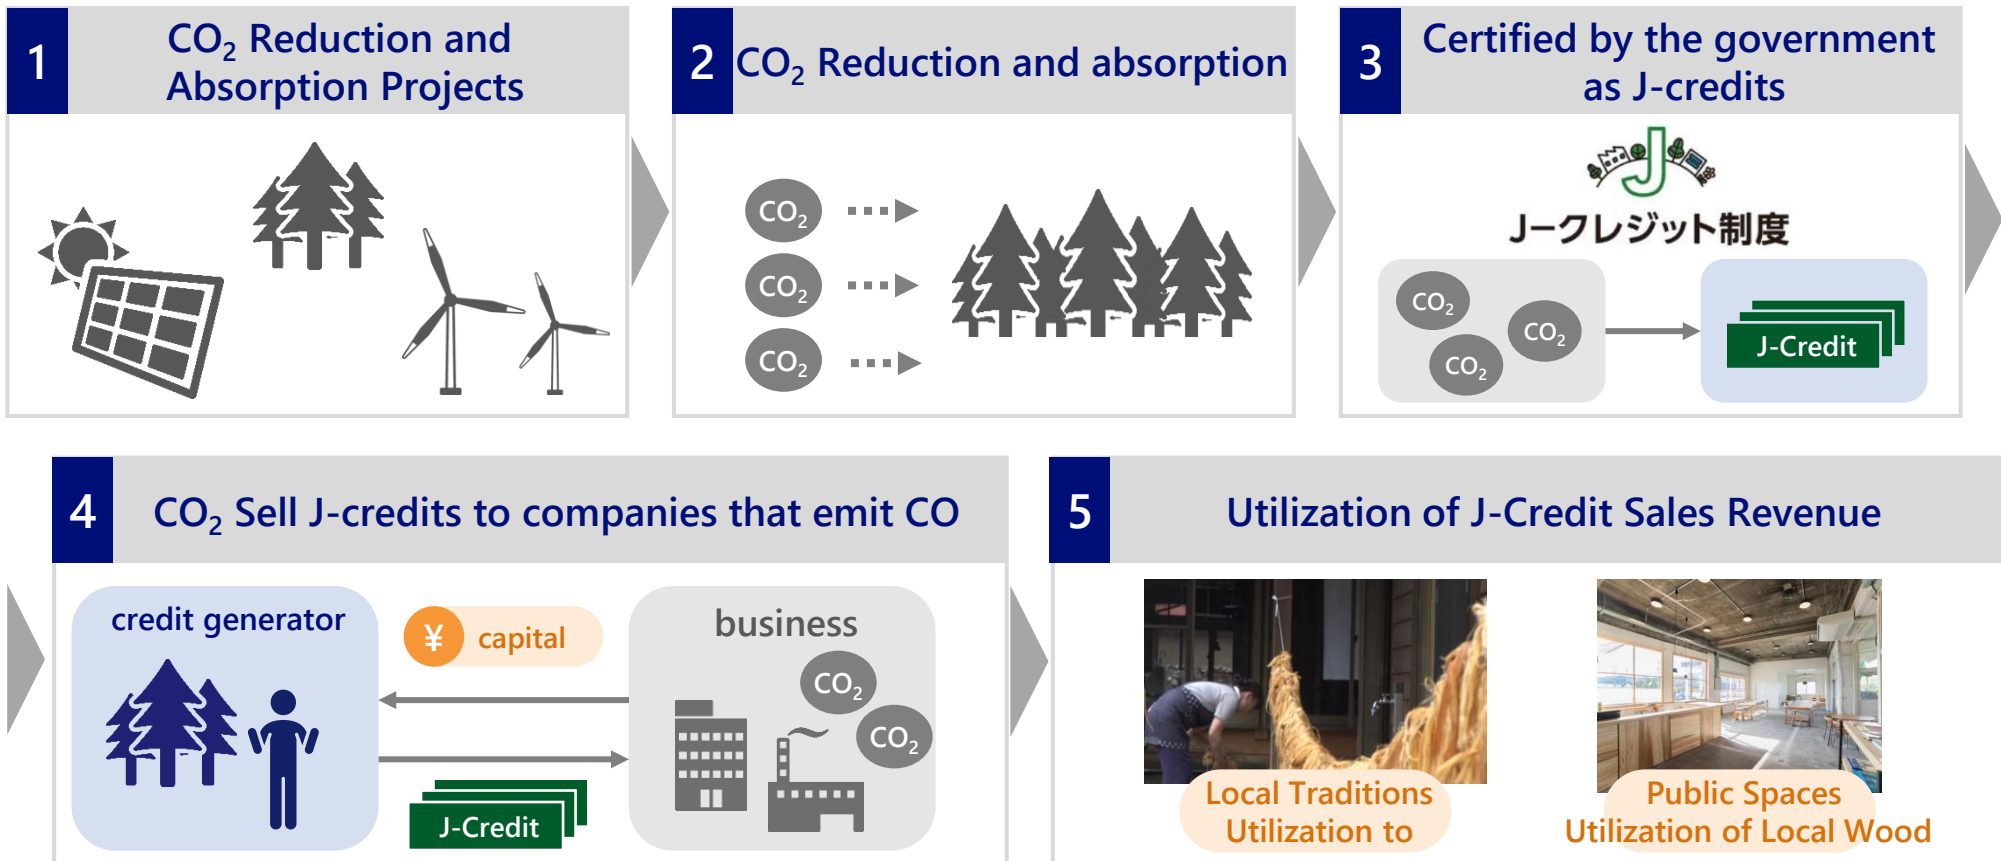 1
CO₂ Reduction and
Absorption Projects
2
CO₂ Reduction and absorption
CO₂
CO₂
CO₂
3
Certified by the government
as J-credits
J
J-クレジット制度
CO₂
CO₂
CO₂
J-Credit
4
CO₂ Sell J-credits to companies that emit CO
credit generator
¥ capital
business
CO₂
CO₂
J-Credit
5
Utilization of J-Credit Sales Revenue
Local Traditions
Utilization to
Public Spaces
Utilization of Local Wood